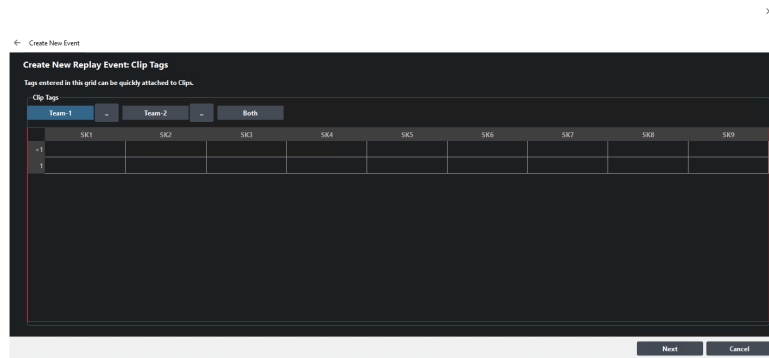 Create New Event
Create New Replay Event: Clip Tags
Tags entered in this grid can be quickly attached to Clips.
Clip Tags
Team-1 .. Team-2 .. Both
SK1 SK2 SK3 SK4 SK5 SK6 SK7 SK8 SK9
+1
1
Next Cancel